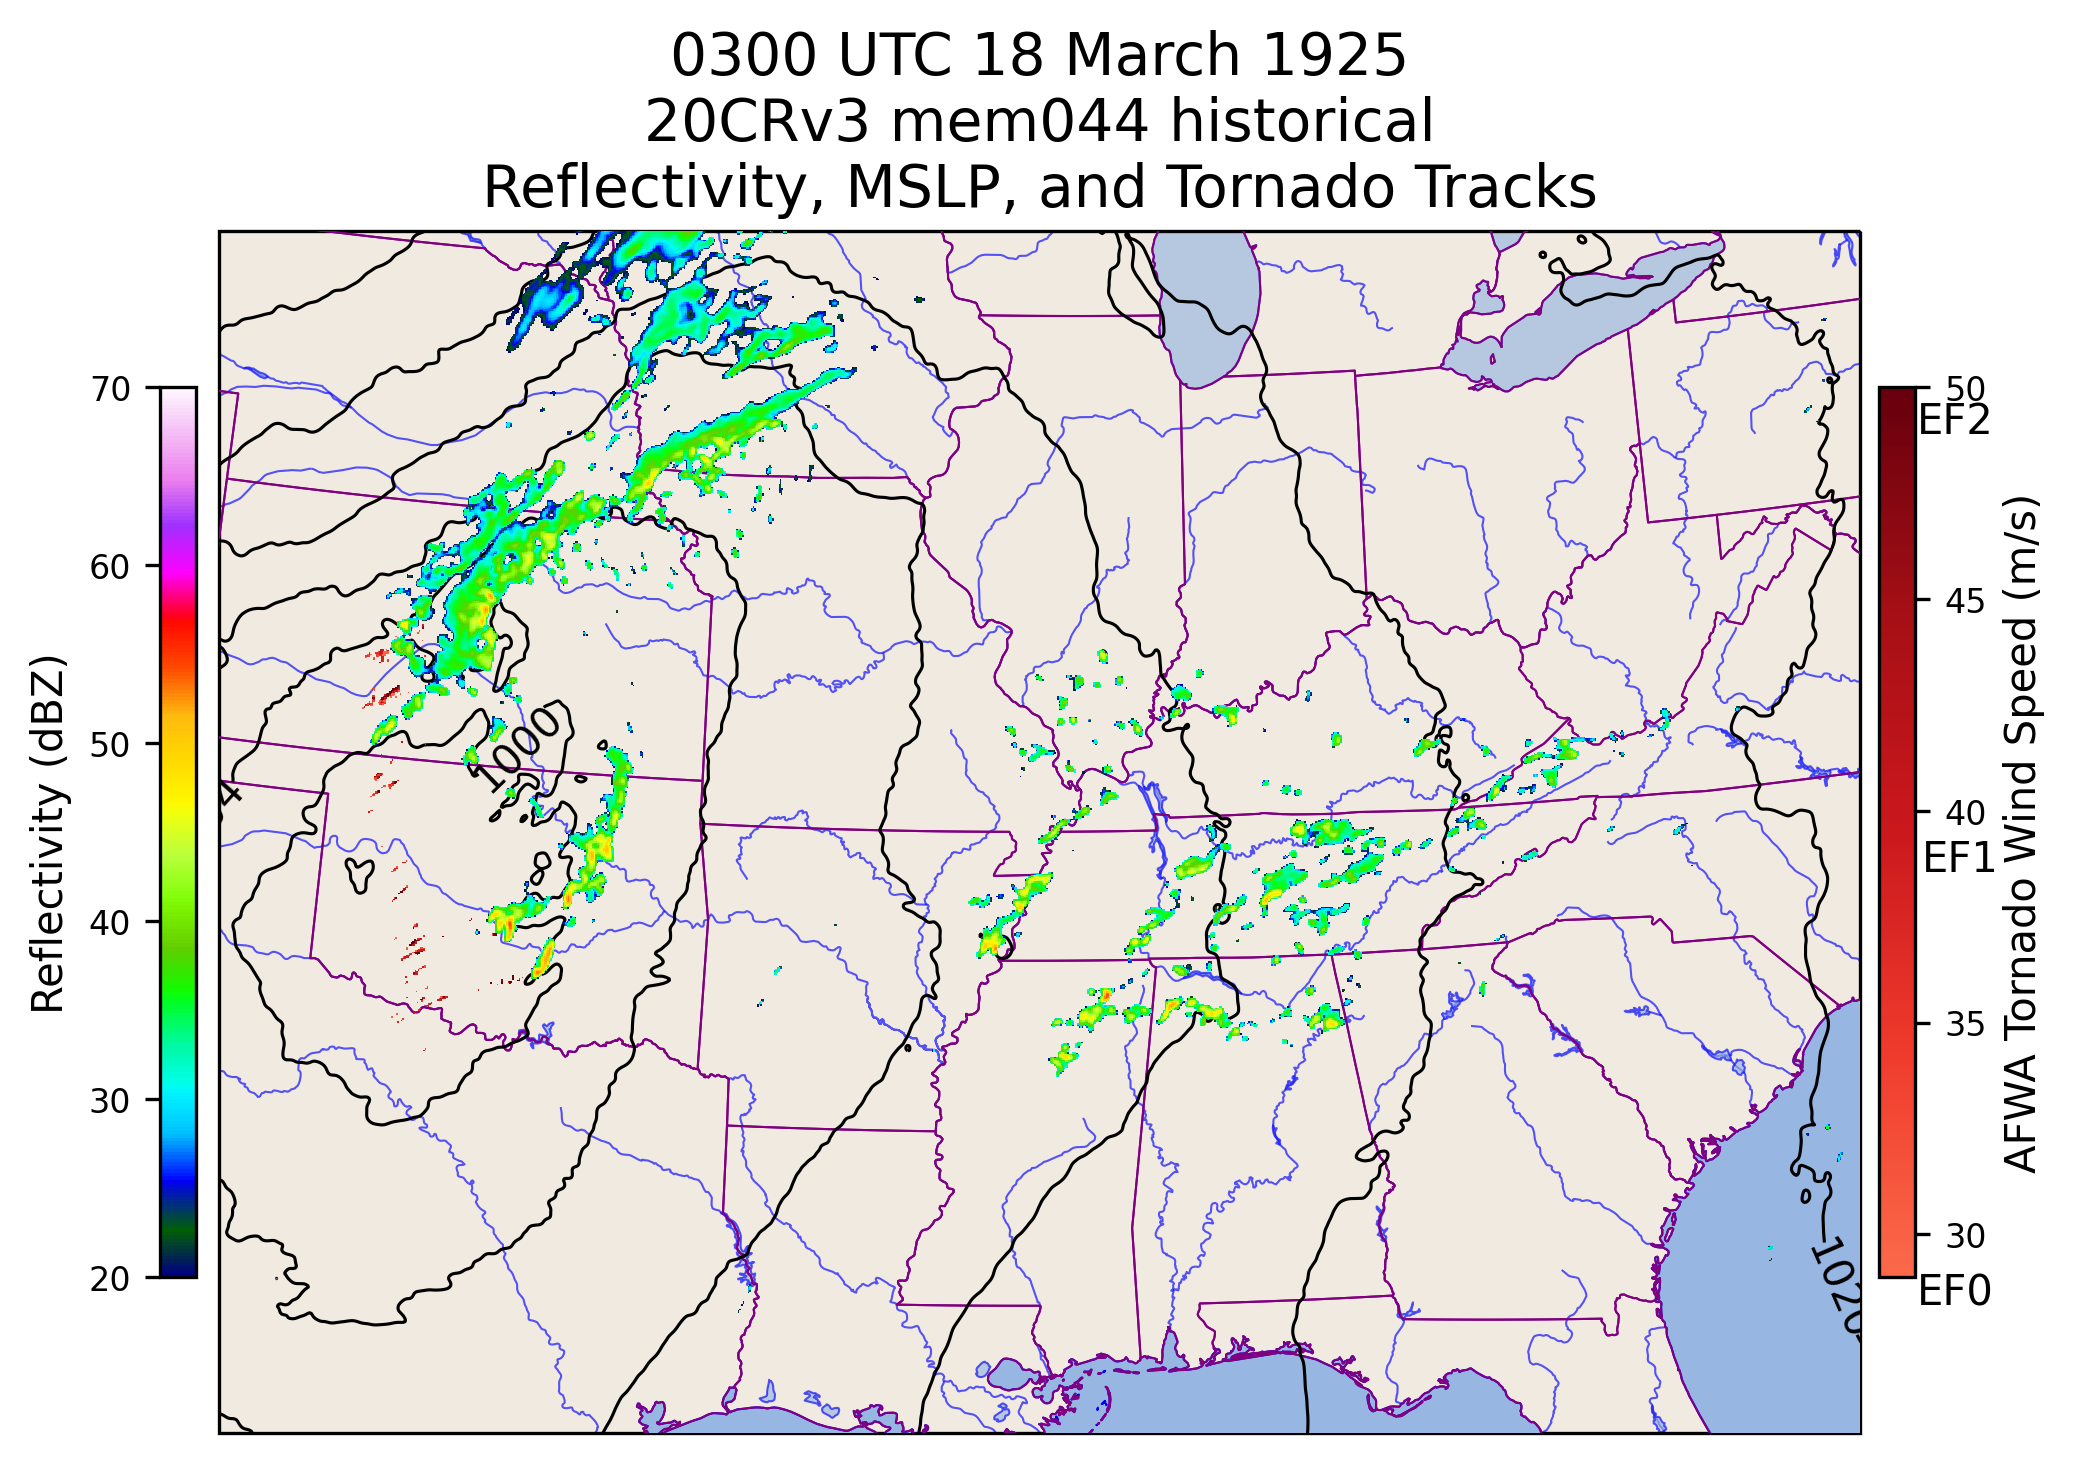 0300 UTC 18 March 1925
20CRv3 mem044 historical
Reflectivity, MSLP, and Tornado Tracks
70
60
50
40
30
20
Reflectivity (dBZ)
1000
4
1020
50
EF2
45
40
EF1
35
30
EF0
AFWA Tornado Wind Speed (m/s)